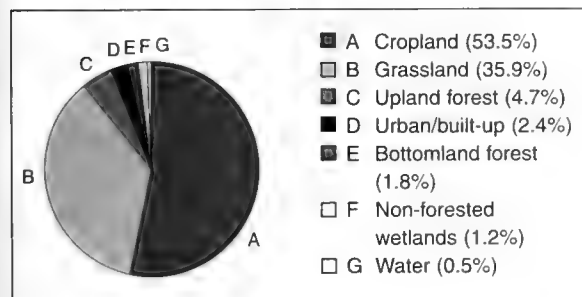 C D E F G
B
A
A Cropland (53.5%)
B Grassland (35.9%)
C Upland forest (4.7%)
D Urban/built-up (2.4%)
E Bottomland forest
(1.8%)
F Non-forested
wetlands (1.2%)
G Water (0.5%)